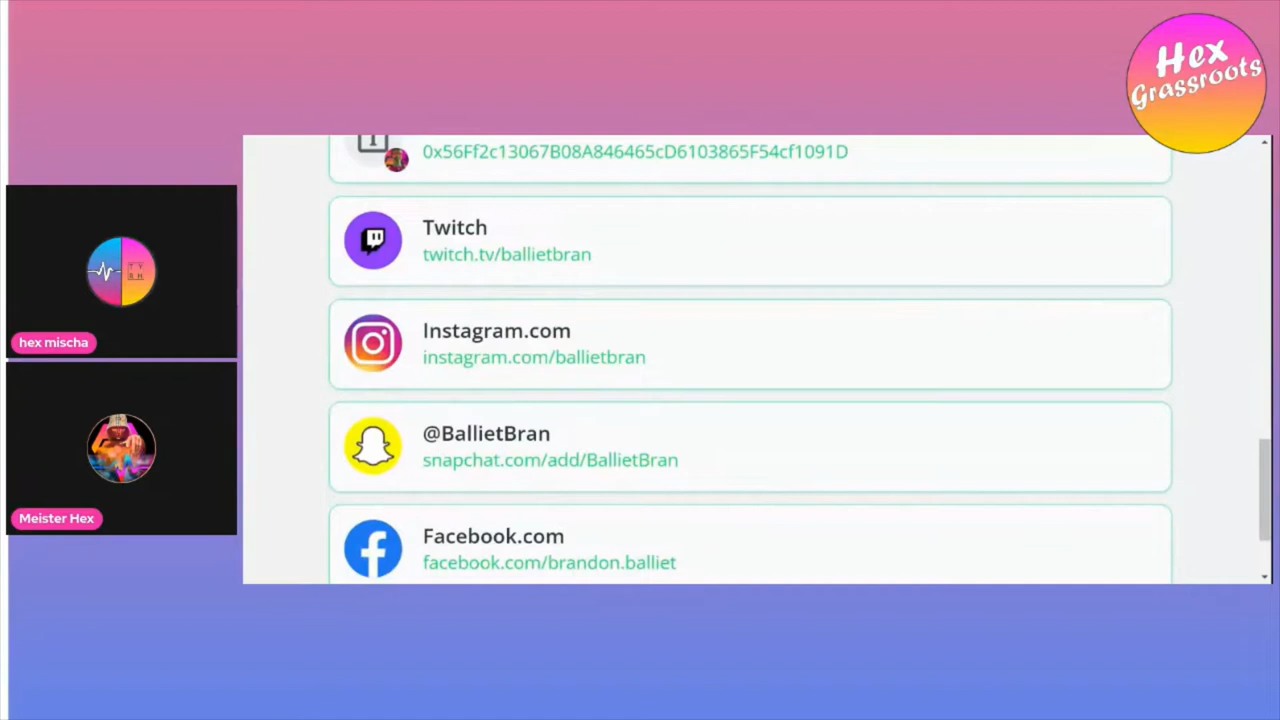 Hex
Grassroots
0x56Ff2c13067B08A846465cD6103865F54cf1091D
Twitch
twitch.tv/ballietbran
hex mischa
Instagram.com
instagram.com/ballietbran
@BallietBran
snapchat.com/add/BallietBran
Meister Hex
Facebook.com
facebook.com/brandon.balliet